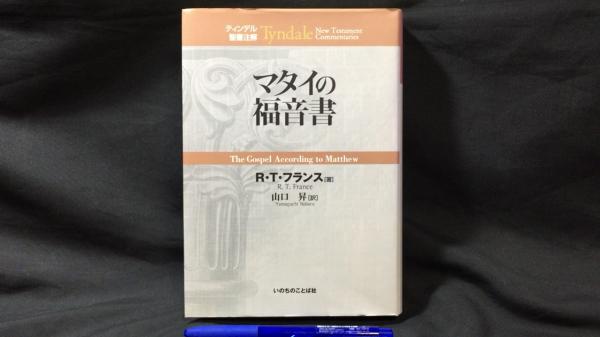 ティンデル
聖書注解
Tyndale
New Testament
Commentaries
マタイの
福音書
The Gospel According to Matthew
R・T・フランス[著]
R. T. France
山口 昇[訳]
Yamaguchi Noboru
いのちのことば社